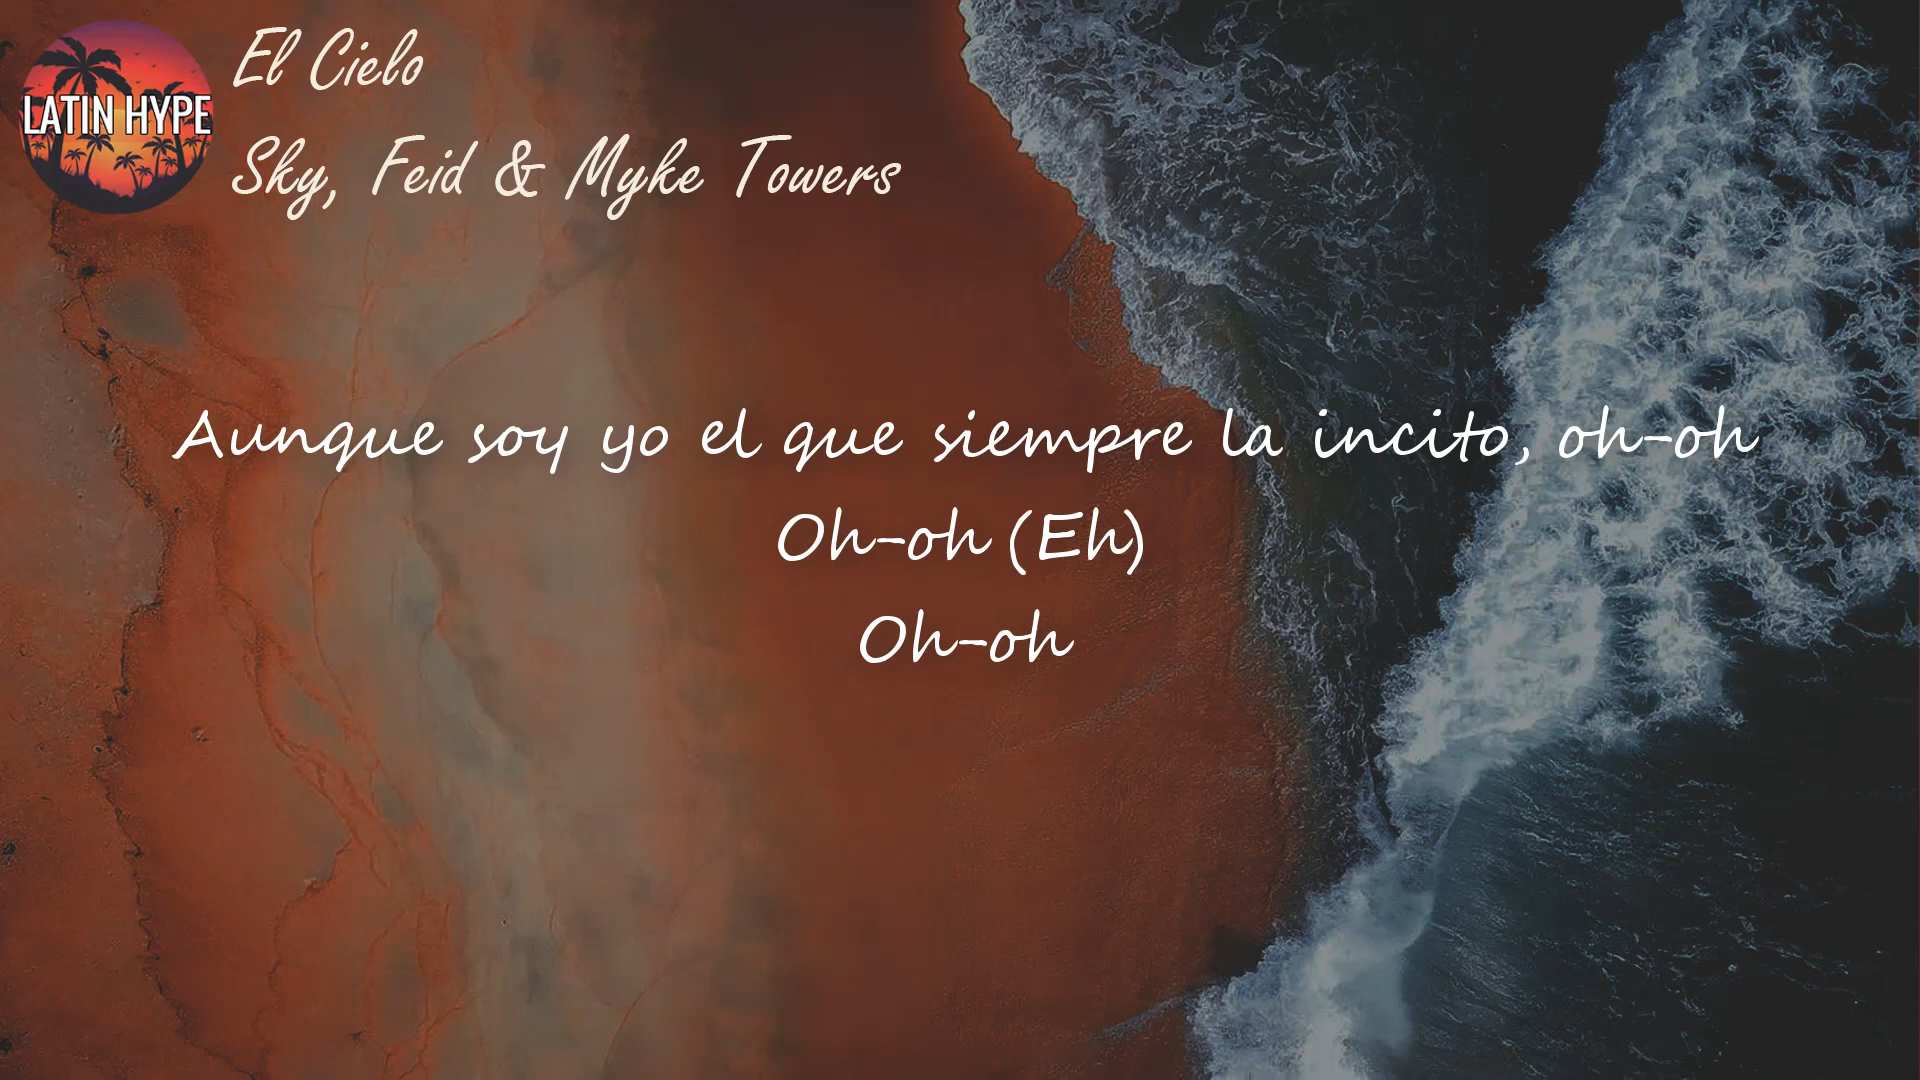 LATIN HYPE
El Cielo
Sky, Feid & Myke Towers
Aunque soy yo el que siempre la incito, oh-oh
Oh-oh (Eh)
Oh-oh